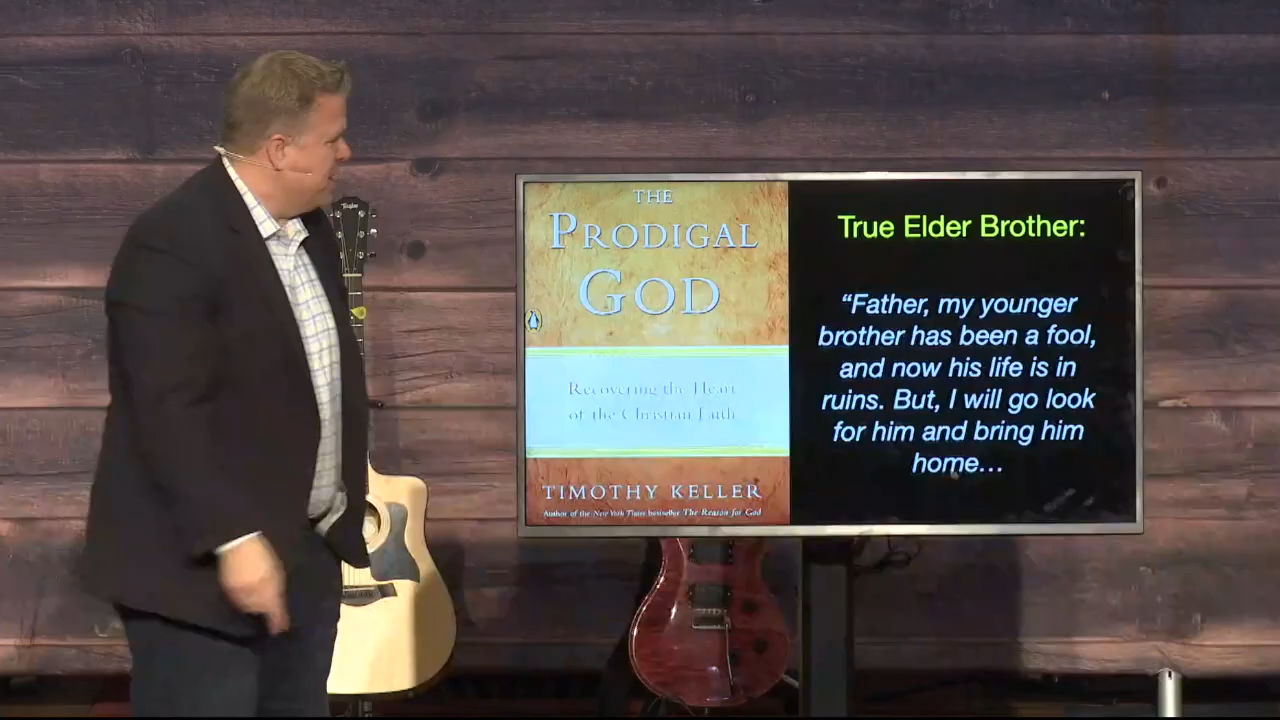 Taylor
THE
PRODIGAL
GOD
Recovering the Heart
of the Christian Faith
TIMOTHY KELLER
Author of the New York Times bestseller The Reason for God
True Elder Brother:
“Father, my younger
brother has been a fool,
and now his life is in
ruins. But, I will go look
for him and bring him
home…